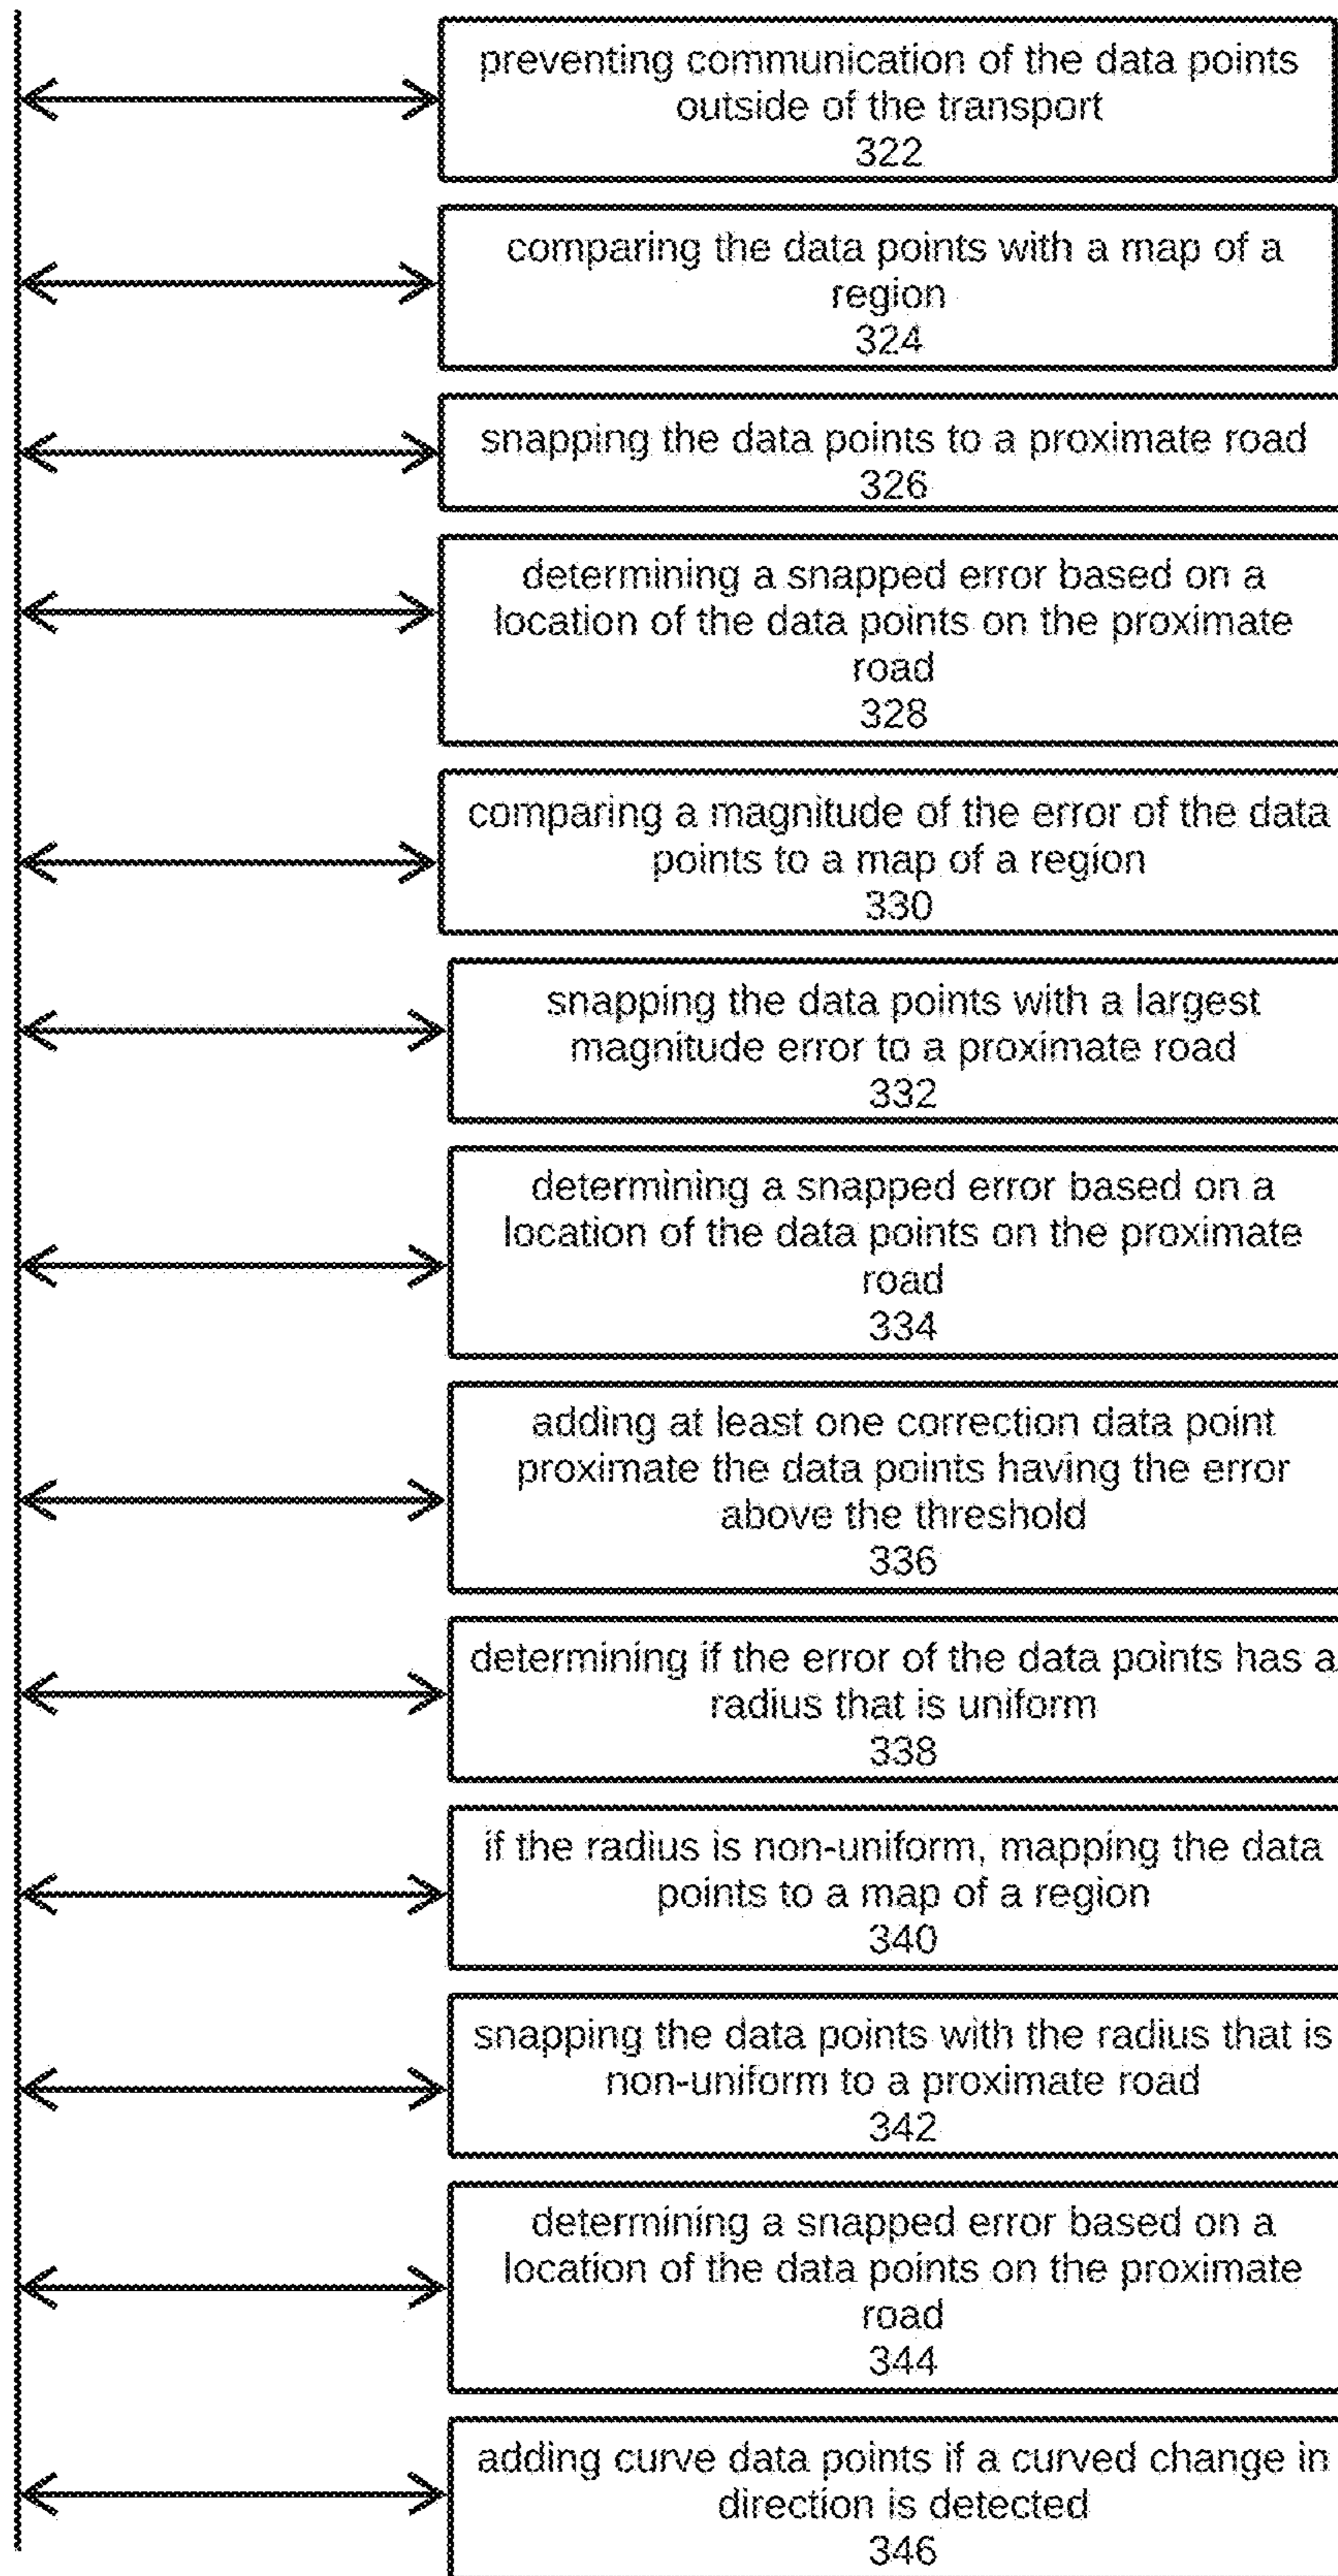 preventing communication of the data points
outside of the transport
322
comparing the data points with a map of a
region
324
snapping the data points to a proximate road
326
determining a snapped error based on a
location of the data points on the proximate
road
328
comparing a magnitude of the error of the data
points to a map of a region
330
snapping the data points with a largest
magnitude error to a proximate road
332
determining a snapped error based on a
location of the data points on the proximate
road
334
adding at least one correction data point
proximate the data points having the error
above the threshold
336
determining if the error of the data points has a
radius that is uniform
338
if the radius is non-uniform, mapping the data
points to a map of a region
340
snapping the data points with the radius that is
non-uniform to a proximate road
342
determining a snapped error based on a
location of the data points on the proximate
road
344
adding curve data points if a curved change in
direction is detected
346